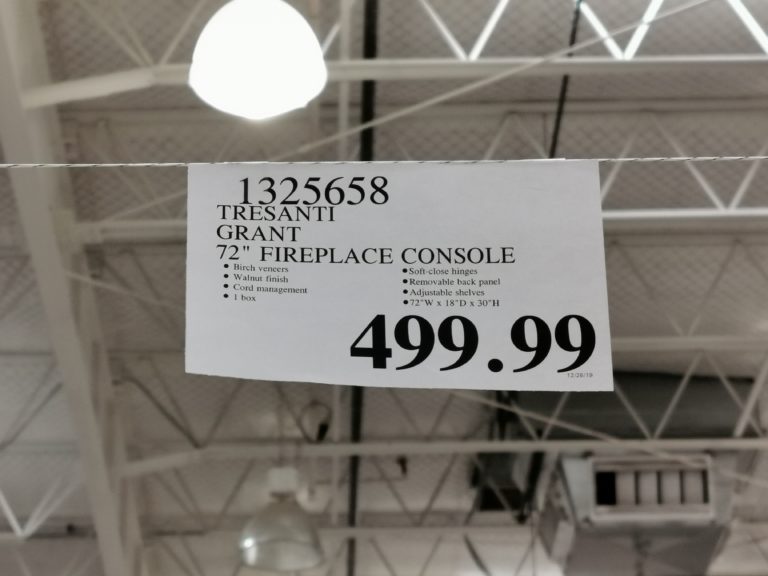 1325658
TRESANTI
GRANT
72" FIREPLACE CONSOLE
• Birch veneers
• Walnut finish
• Cord management
• 1 box
• Soft-close hinges
• Removable back panel
• Adjustable shelves
• 72"W x 18"D x 30"H
499.99
12/26/19